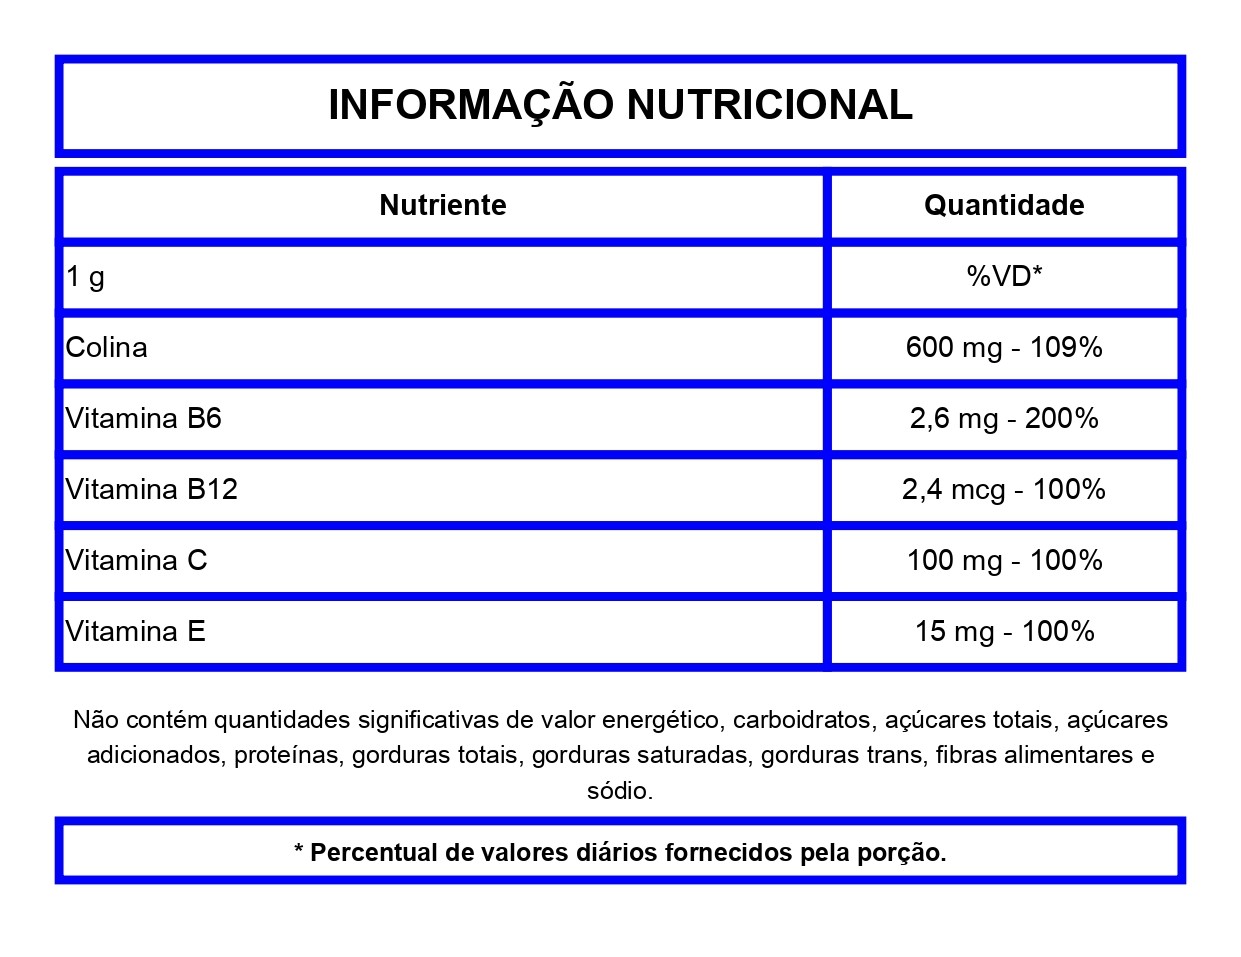 INFORMAÇÃO NUTRICIONAL
Nutriente Quantidade
1 g %VD*
Colina 600 mg - 109%
Vitamina B6 2,6 mg - 200%
Vitamina B12 2,4 mcg - 100%
Vitamina C 100 mg - 100%
Vitamina E 15 mg - 100%
Não contém quantidades significativas de valor energético, carboidratos, açúcares totais, açúcares
adicionados, proteínas, gorduras totais, gorduras saturadas, gorduras trans, fibras alimentares e
sódio.
* Percentual de valores diários fornecidos pela porção.